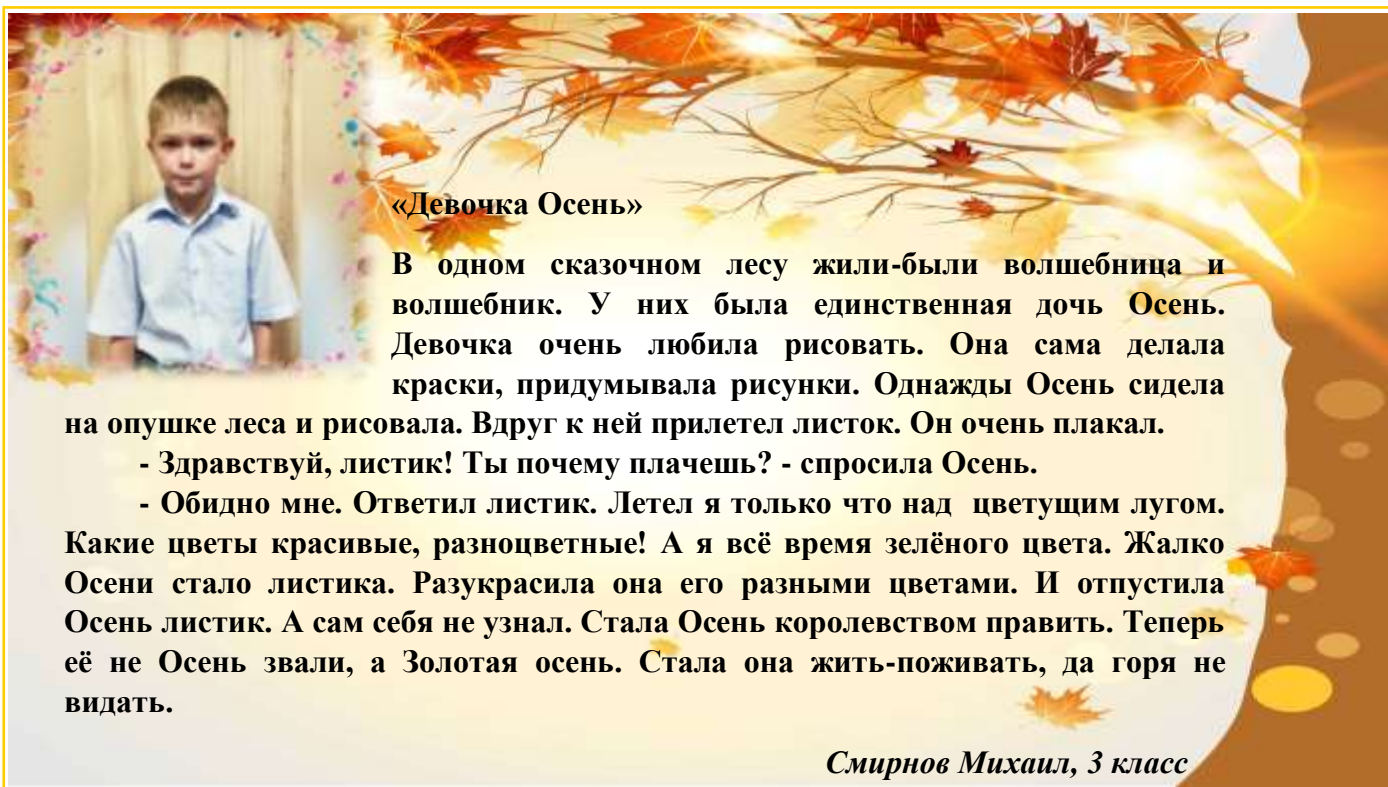 «Девочка Осень»
В одном сказочном лесу жили-были волшебница и
волшебник. У них была единственная дочь Осень.
Девочка очень любила рисовать. Она сама делала
краски, придумывала рисунки. Однажды Осень сидела
на опушке леса и рисовала. Вдруг к ней прилетел листок. Он очень плакал.
- Здравствуй, листик! Ты почему плачешь? - спросила Осень.
- Обидно мне. Ответил листик. Летел я только что над цветущим лугом.
Какие цветы красивые, разноцветные! А я всё время зелёного цвета. Жалко
Осени стало листика. Разукрасила она его разными цветами. И отпустила
Осень листик. А сам себя не узнал. Стала Осень королевством править. Теперь
её не Осень звали, а Золотая осень. Стала она жить-поживать, да горя не
видать.
Смирнов Михаил, 3 класс